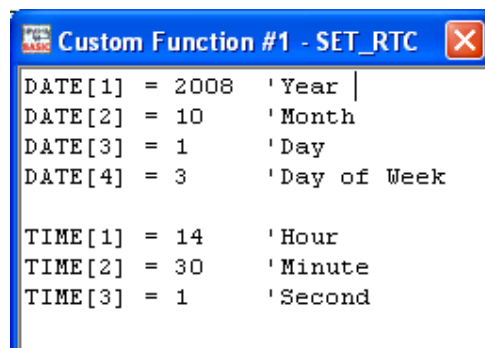 BASIC Custom Function #1 - SET_RTC
DATE[1] = 2008 'Year
DATE[2] = 10 'Month
DATE[3] = 1 'Day
DATE[4] = 3 'Day of Week
TIME[1] = 14 'Hour
TIME[2] = 30 'Minute
TIME[3] = 1 'Second